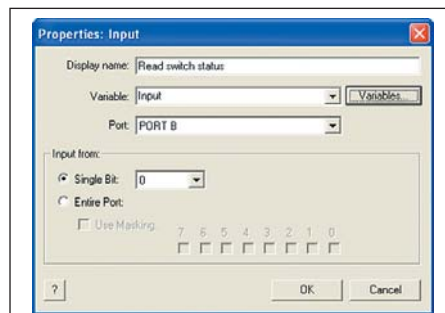 Properties: Input
Display name: Read switch status
Variable: Input Variables...
Port: PORT B
Input from:
Single Bit: 0
Entire Port:
Use Masking
7 6 5 4 3 2 1 0
? OK Cancel